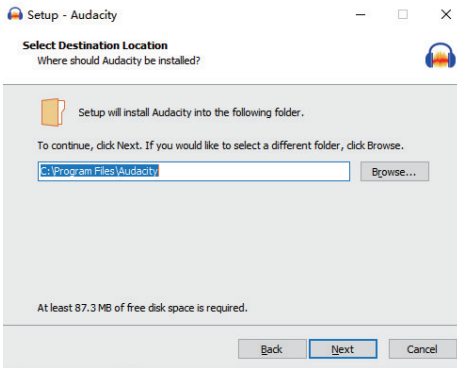 Setup - Audacity
Select Destination Location
Where should Audacity be installed?
Setup will install Audacity into the following folder.
To continue, click Next. If you would like to select a different folder, click Browse.
C:\Program Files\Audacity
Browse...
At least 87.3 MB of free disk space is required.
Back
Next
Cancel